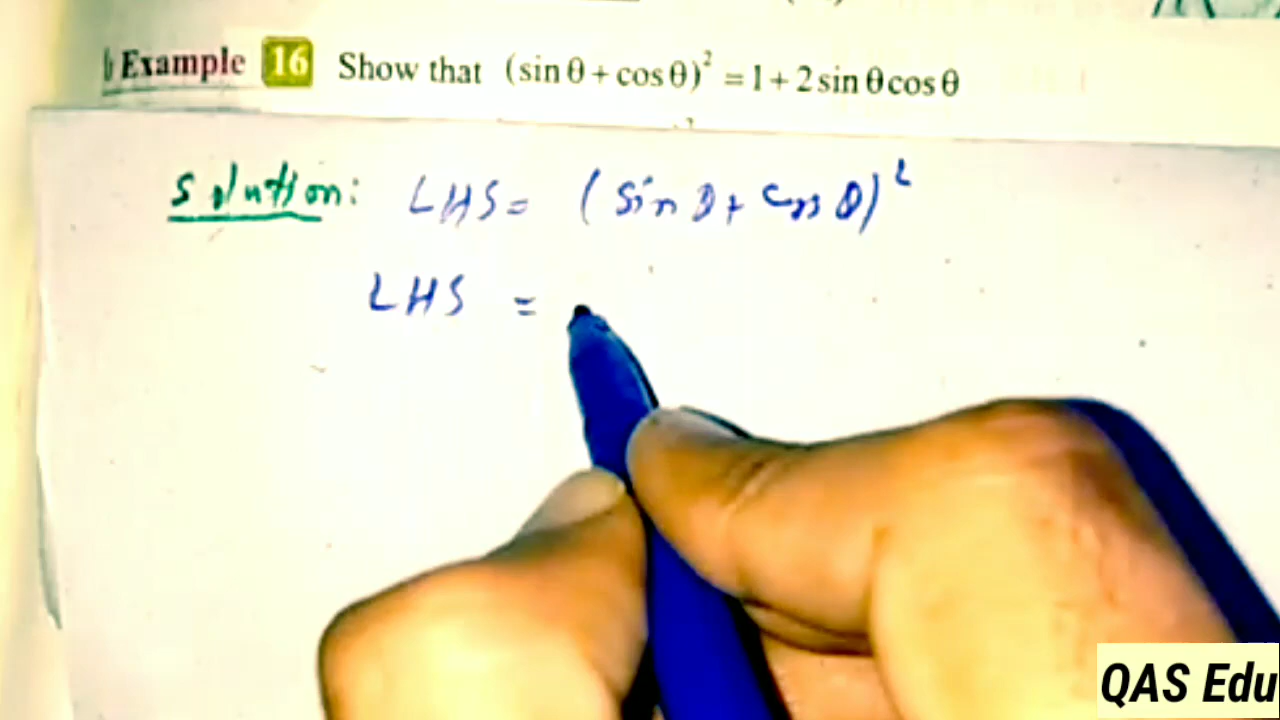 Example 16 Show that (sin θ + cos θ)² = 1 + 2 sin θ cos θ
Solution: LHS = (sin θ + cos θ)²
LHS =
QAS Edu